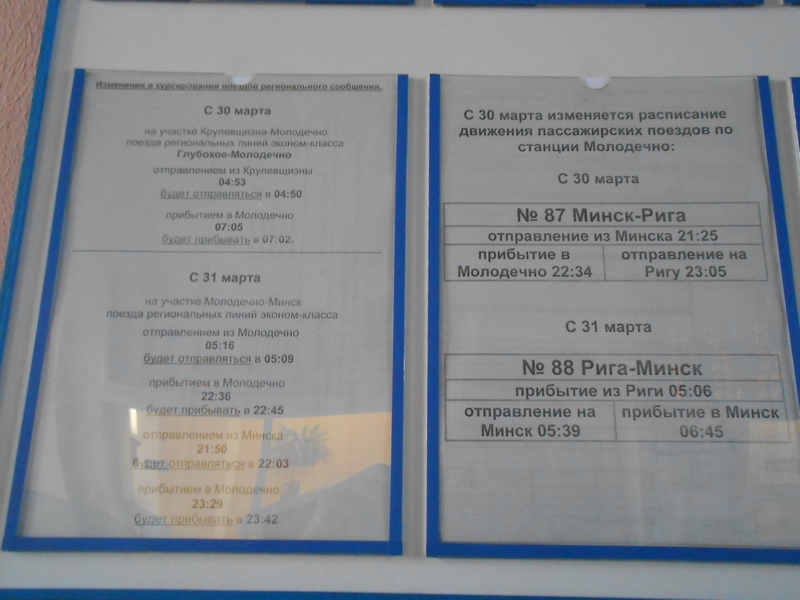 Изменения в курсировании поездов регионального сообщения.
С 30 марта
на участке Крулевщизна-Молодечно
поезда региональных линий эконом-класса
Глубокое-Молодечно
отправлением из Крулевщизны
04:53
будет отправляться в 04:50
прибытием в Молодечно
07:05
будет прибывать в 07:02.
С 31 марта
на участке Молодечно-Минск
поезда региональных линий эконом-класса
отправлением из Молодечно
05:16
будет отправляться в 05:09
прибытием в Молодечно
22:36
будет прибывать в 22:45
отправлением из Минска
21:50
будет отправляться в 22:03
прибытием в Молодечно
23:29
будет прибывать в 23:42
С 30 марта изменяется расписание
движения пассажирских поездов по
станции Молодечно:
С 30 марта
№ 87 Минск-Рига
отправление из Минска 21:25
прибытие в
Молодечно 22:34
отправление на
Ригу 23:05
С 31 марта
№ 88 Рига-Минск
прибытие из Риги 05:06
отправление на
Минск 05:39
прибытие в Минск
06:45